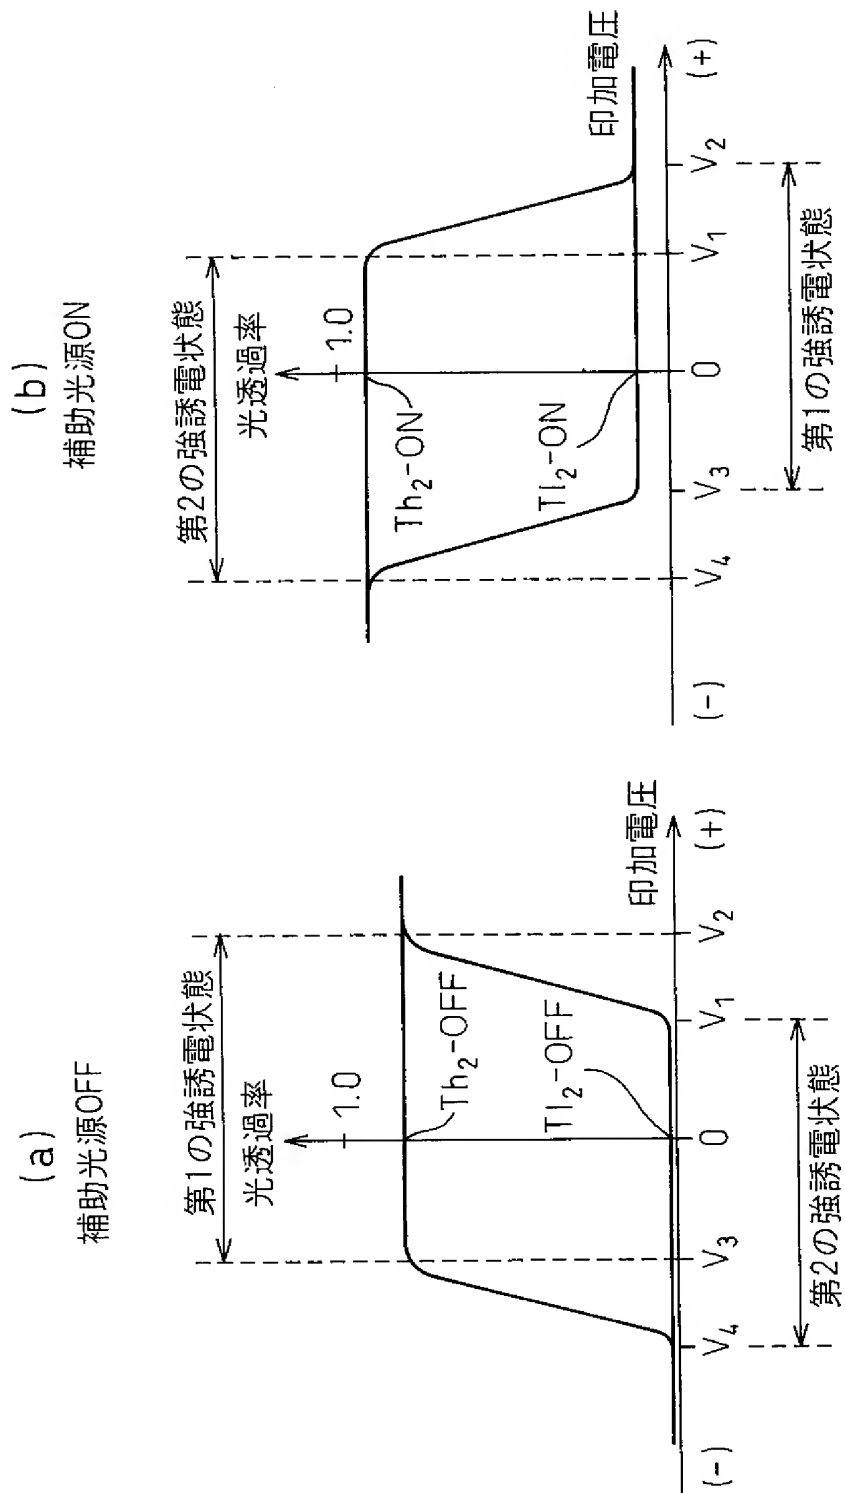 (a)
補助光源OFF
第1の強誘電状態
光透過率
1.0
Th₂-OFF
Tl₂-OFF
印加電圧
(-)
V₄
V₃
0
V₁
V₂
(+)
第2の強誘電状態
(b)
補助光源ON
第2の強誘電状態
光透過率
1.0
Th₂-ON
Tl₂-ON
印加電圧
(-)
V₄
V₃
0
V₁
V₂
(+)
第1の強誘電状態